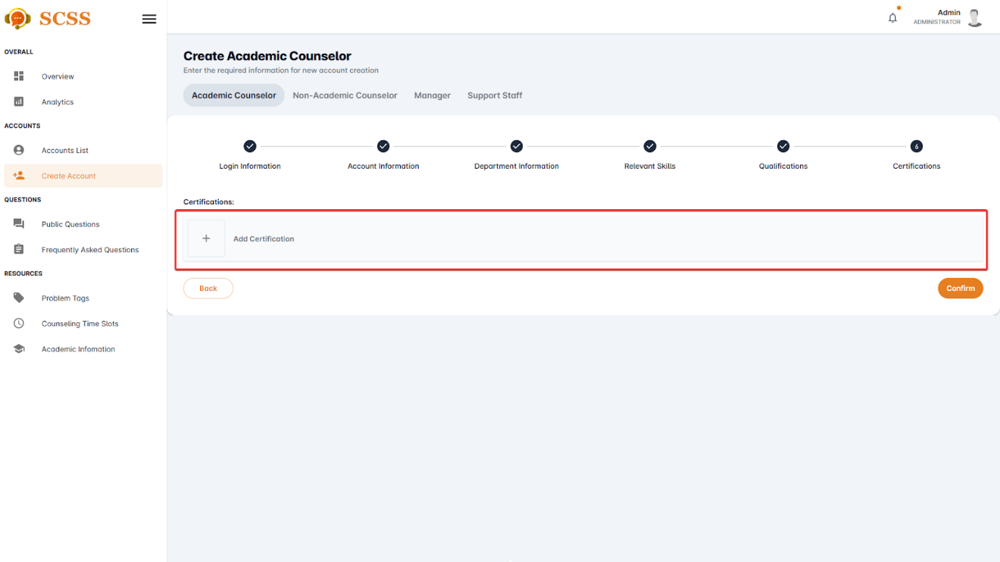 SCSS
Admin
ADMINISTRATOR
OVERALL
Overview
Analytics
ACCOUNTS
Accounts List
Create Account
QUESTIONS
Public Questions
Frequently Asked Questions
RESOURCES
Problem Tags
Counseling Time Slots
Academic Infomation
Create Academic Counselor
Enter the required information for new account creation
Academic Counselor Non-Academic Counselor Manager Support Staff
6
Login Information Account Information Department Information Relevant Skills Qualifications Certifications
Certifications:
+ Add Certification
Back Confirm